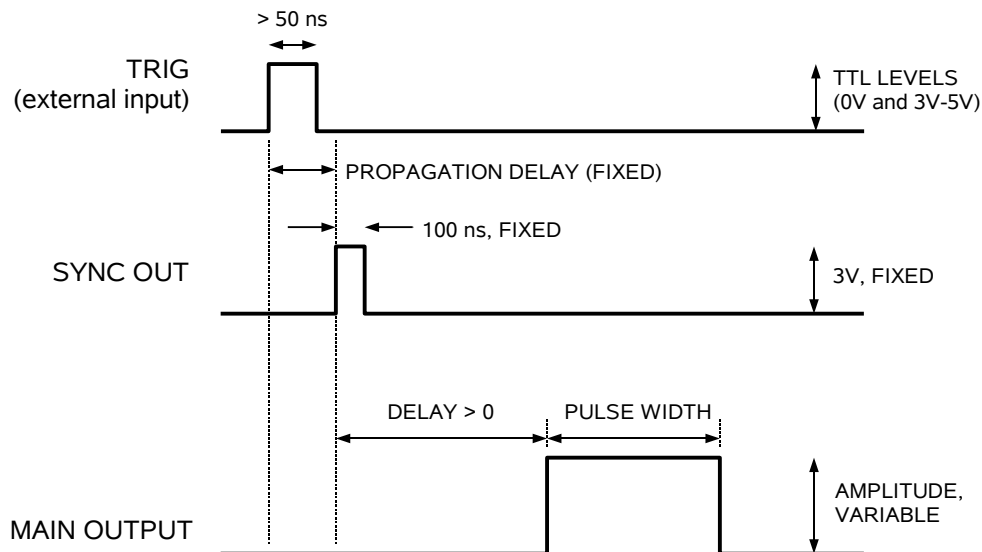 > 50 ns
TRIG
(external input)
TTL LEVELS
(0V and 3V-5V)
PROPAGATION DELAY (FIXED)
100 ns, FIXED
SYNC OUT
3V, FIXED
DELAY > 0
PULSE WIDTH
AMPLITUDE,
VARIABLE
MAIN OUTPUT